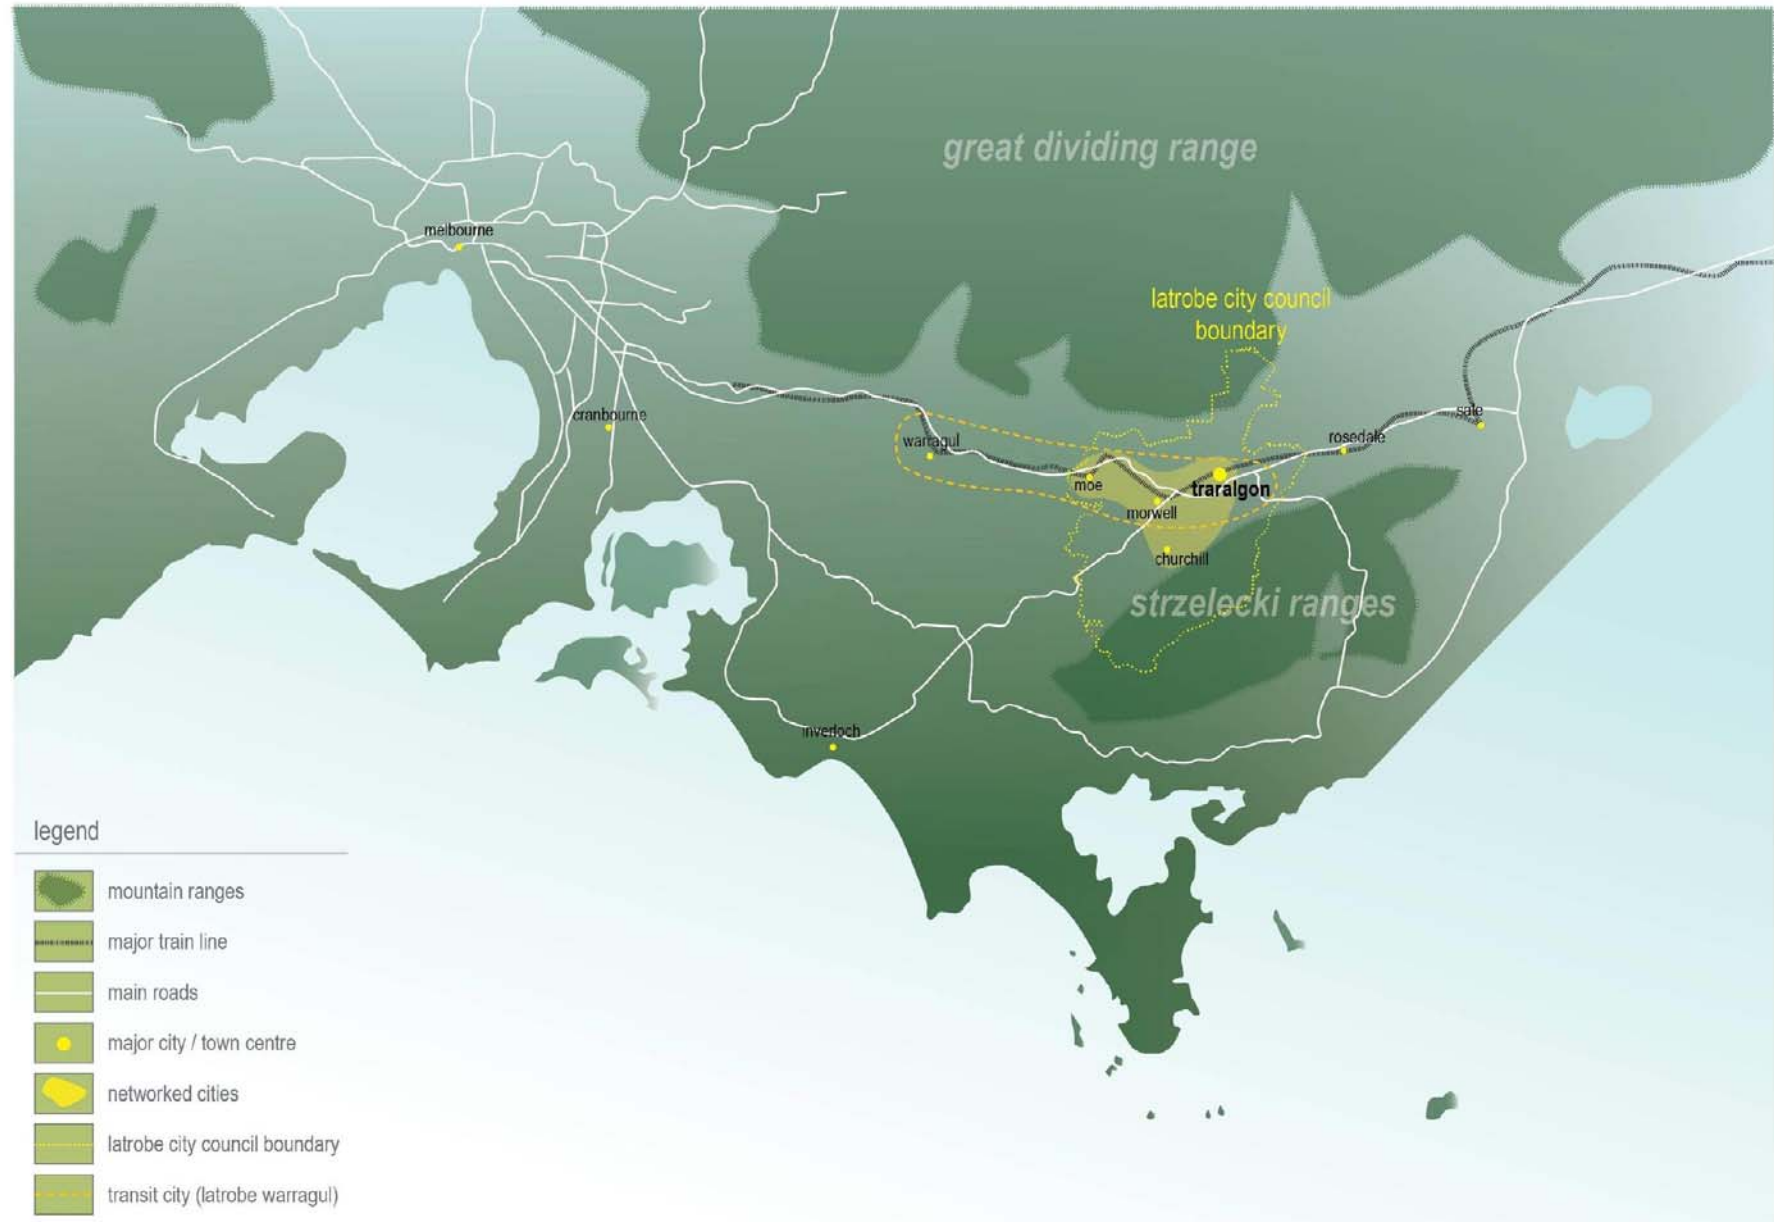 great dividing range
melbourne
latrobe city council
boundary
cranbourne
warragul
sale
rosedale
moe
traralgon
morwell
churchill
strzelecki ranges
inverloch
legend
mountain ranges
major train line
main roads
major city / town centre
networked cities
latrobe city council boundary
transit city (latrobe warragul)